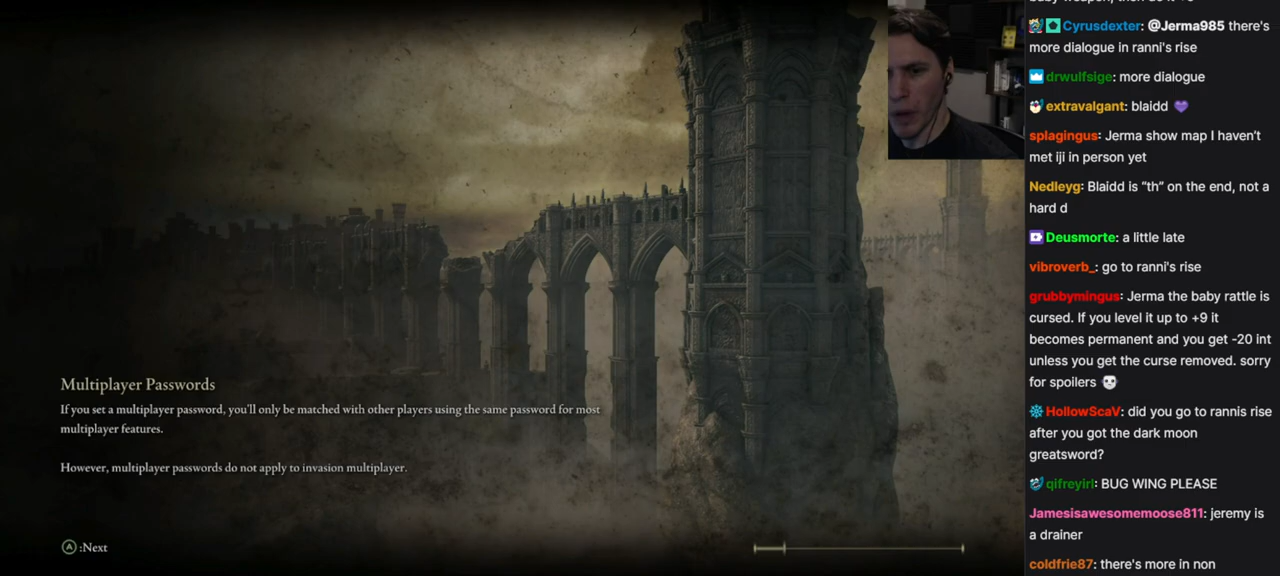 Multiplayer Passwords
If you set a multiplayer password, you'll only be matched with other players using the same password for most
multiplayer features.
However, multiplayer passwords do not apply to invasion multiplayer.
A :Next
Cyrusdexter: @Jerma985 there's
more dialogue in ranni's rise
drwulfsige: more dialogue
extravalgant: blaidd 💜
splagingus: Jerma show map I haven't
met iji in person yet
Nedleyg: Blaidd is “th” on the end, not a
hard d
Deusmorte: a little late
vibroverb_: go to ranni's rise
grubbymingus: Jerma the baby rattle is
cursed. If you level it up to +9 it
becomes permanent and you get -20 int
unless you get the curse removed. sorry
for spoilers 💀
HollowScaV: did you go to rannis rise
after you got the dark moon
greatsword?
qifreyirl: BUG WING PLEASE
Jamesisawesomemoose811: jeremy is
a drainer
coldfrie87: there's more in non